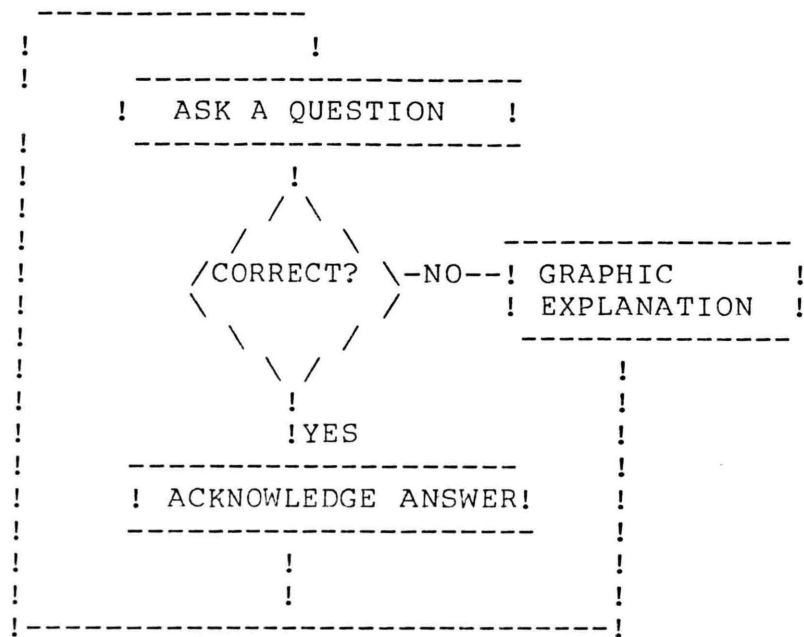 ASK A QUESTION
CORRECT?
-NO--
GRAPHIC
EXPLANATION
YES
ACKNOWLEDGE ANSWER